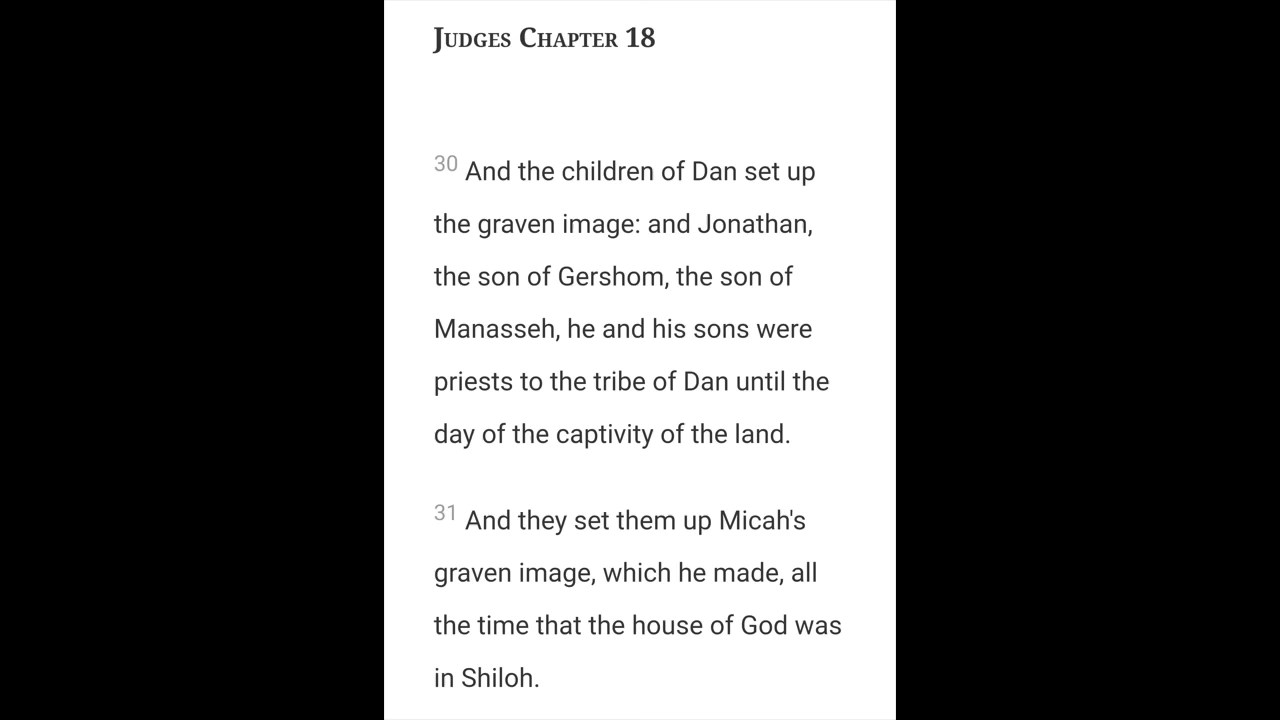 Judges Chapter 18
30 And the children of Dan set up
the graven image: and Jonathan,
the son of Gershom, the son of
Manasseh, he and his sons were
priests to the tribe of Dan until the
day of the captivity of the land.
31 And they set them up Micah's
graven image, which he made, all
the time that the house of God was
in Shiloh.